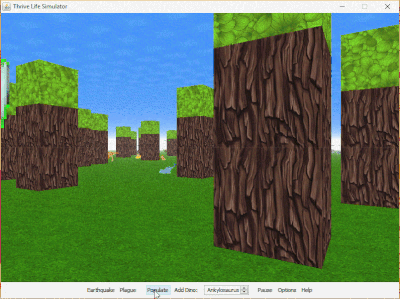 Thrive Life Simulator
Earthquake Plague Populate Add Dino: Ankylosaurus Pause Options Help